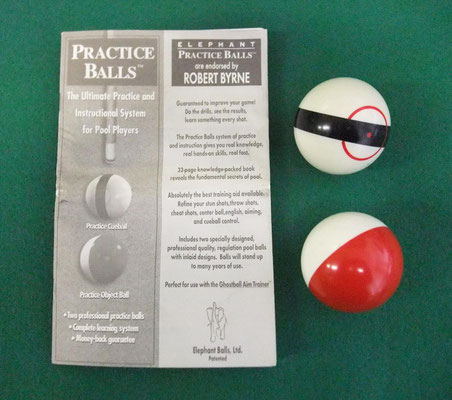 PRACTICE
BALLS™
The Ultimate Practice and
Instructional System
for Pool Players
Practice Cueball
Practice Object Ball
• Two professional practice balls
• Complete learning system
• Money-back guarantee
ELEPHANT
PRACTICE BALLS™
are endorsed by
ROBERT BYRNE
Guaranteed to improve your game!
Do the drills, see the results,
learn something every shot.
The Practice Balls system of practice
and instruction gives you real knowledge,
real hands-on skills, real fast.
22-page knowledge-packed book
reveals the fundamental secrets of pool.
Absolutely the best training aid available.
Refine your stun shots, throw shots,
cheat shots, center ball, english, aiming,
and cueball control.
Includes two specially designed,
professional quality, regulation pool balls
with inlaid designs. Balls will stand up
to many years of use.
Perfect for use with the Ghostball Aim Trainer™
Elephant Balls, Ltd.
Patented